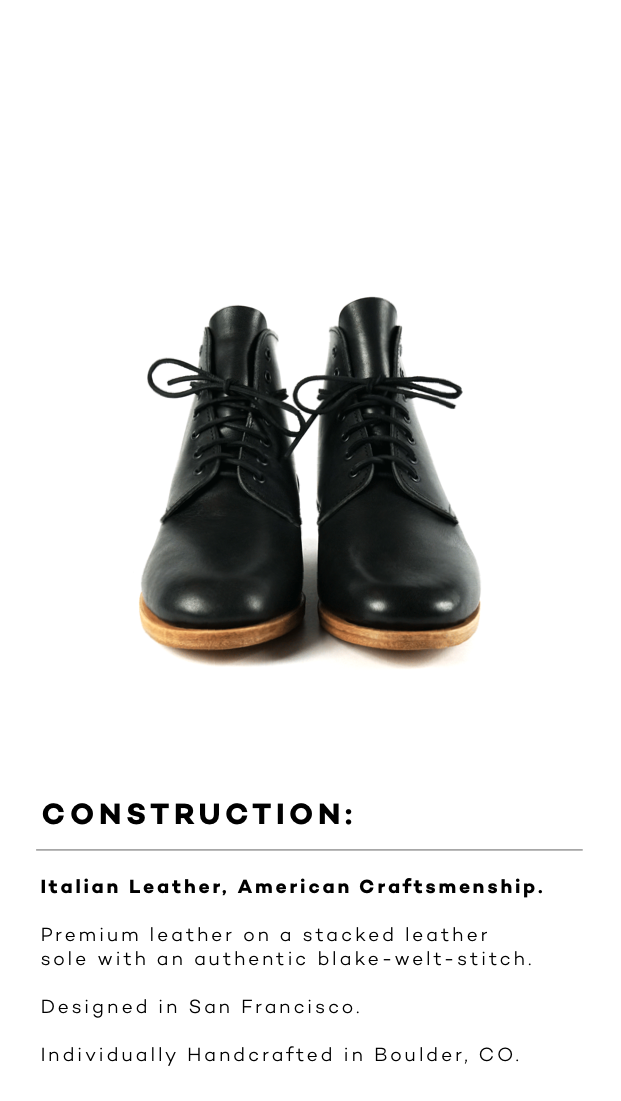 CONSTRUCTION:
Italian Leather, American Craftsmenship.
Premium leather on a stacked leather
sole with an authentic blake-welt-stitch.
Designed in San Francisco.
Individually Handcrafted in Boulder, CO.